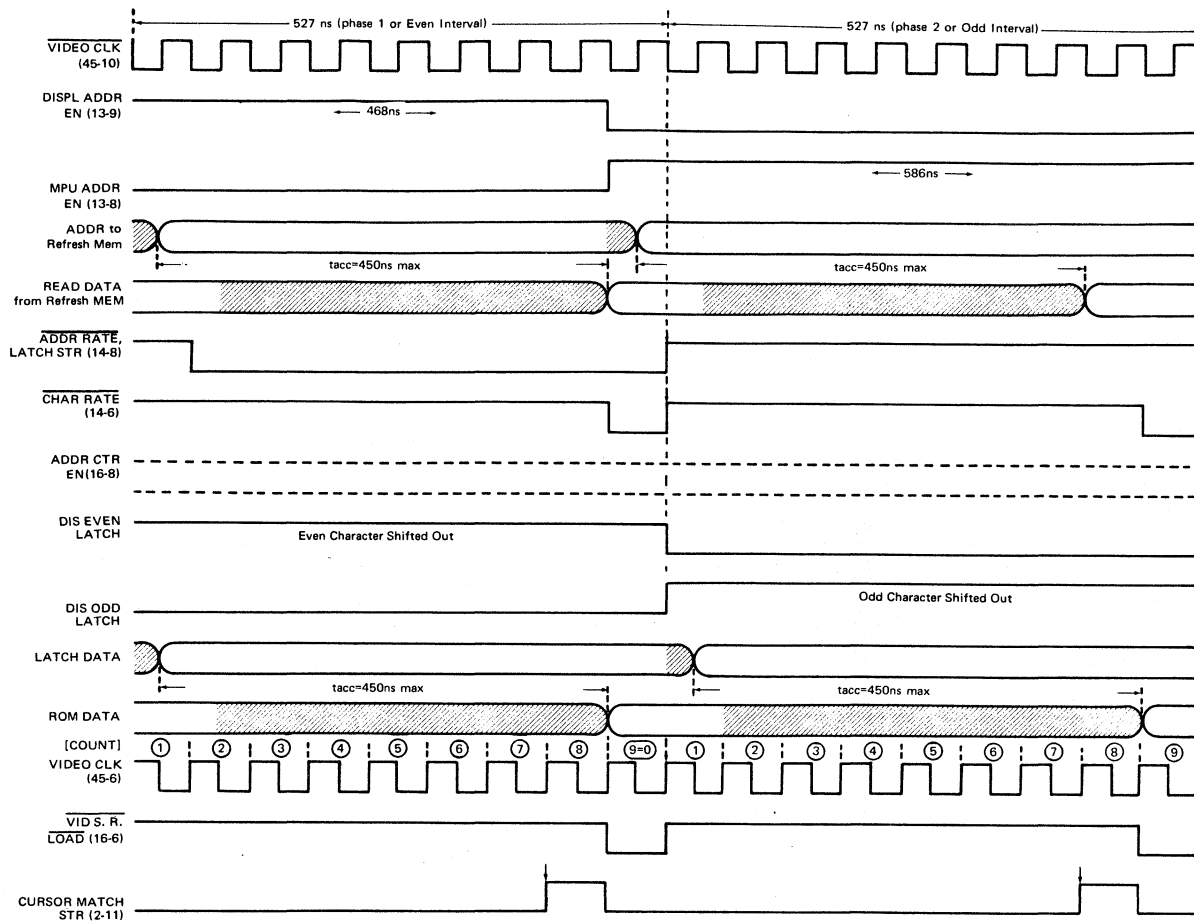 527 ns (phase 1 or Even Interval)
527 ns (phase 2 or Odd Interval)
VIDEO CLK
(45-10)
DISPL ADDR
EN (13-9)
468ns
MPU ADDR
EN (13-8)
586ns
ADDR to
Refresh Mem
tacc=450ns max
tacc=450ns max
READ DATA
from Refresh MEM
ADDR RATE,
LATCH STR (14-8)
CHAR RATE
(14-6)
ADDR CTR
EN(16-8)
DIS EVEN
LATCH
Even Character Shifted Out
DIS ODD
LATCH
Odd Character Shifted Out
LATCH DATA
tacc=450ns max
tacc=450ns max
ROM DATA
[COUNT] 1 2 3 4 5 6 7 8 9=0 1 2 3 4 5 6 7 8 9
VIDEO CLK
(45-6)
VID S. R.
LOAD (16-6)
CURSOR MATCH
STR (2-11)